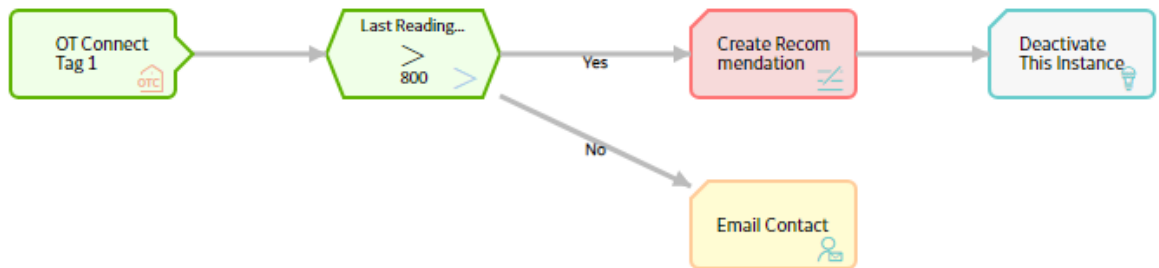 OT Connect
Tag 1
OTC
Last Reading...
>
800
>
Yes
Create Recom
mendation
Deactivate
This Instance
No
Email Contact